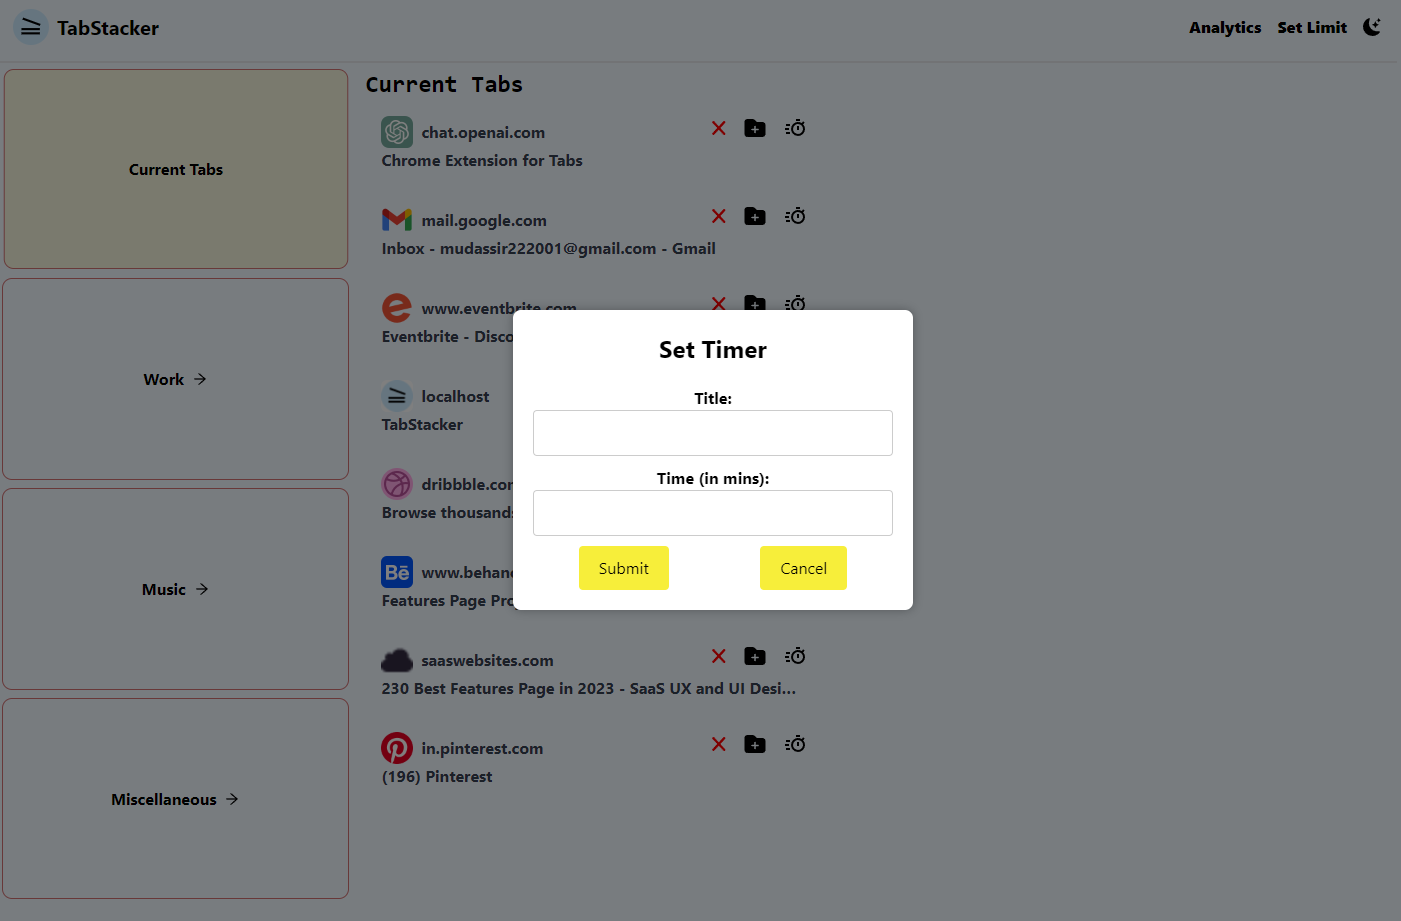 TabStacker
Analytics Set Limit
Current Tabs
Work
Music
Miscellaneous
Current Tabs
chat.openai.com
Chrome Extension for Tabs
mail.google.com
Inbox - mudassir222001@gmail.com - Gmail
www.eventbrite.com
Eventbrite - Disco
localhost
TabStacker
dribbble.com
Browse thousands
Bē www.behan
Features Page Pro
saaswebsites.com
230 Best Features Page in 2023 - SaaS UX and UI Desi...
in.pinterest.com
(196) Pinterest
Set Timer
Title:
Time (in mins):
Submit Cancel